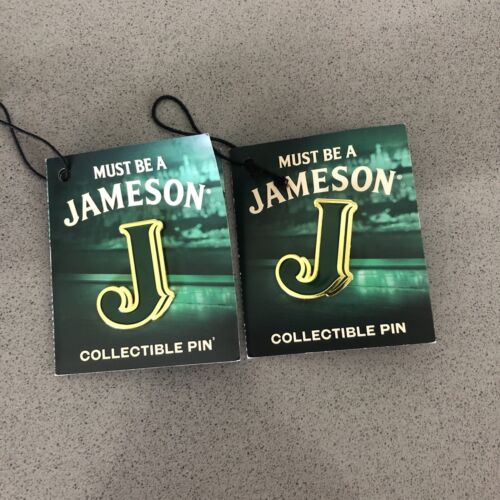 MUST BE A
JAMESON
J
COLLECTIBLE PIN
MUST BE A
JAMESON
J
COLLECTIBLE PIN